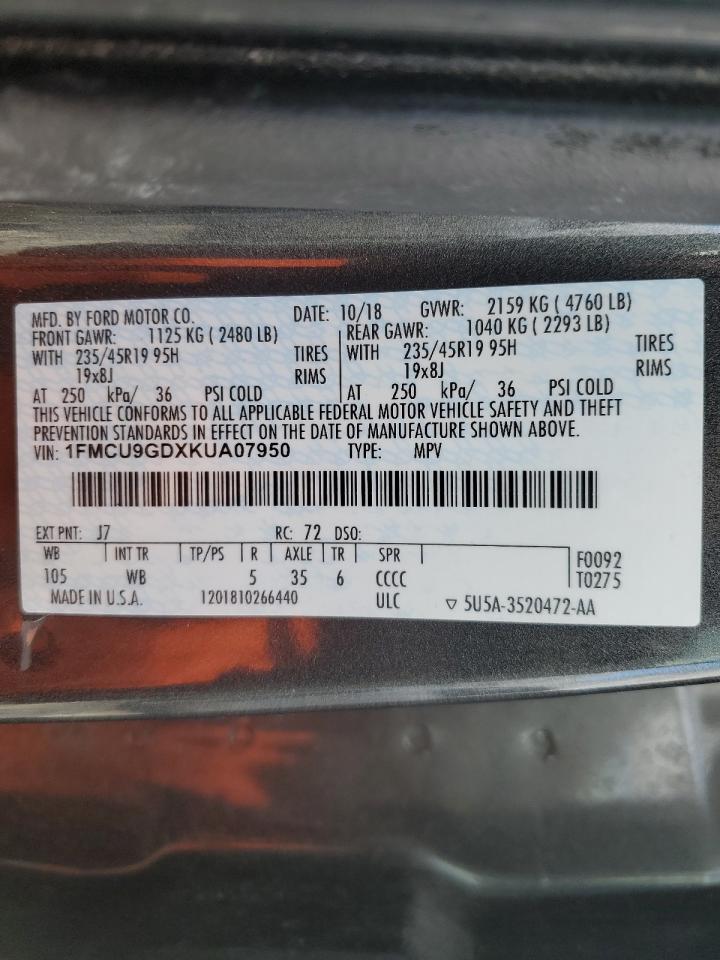 MFD. BY FORD MOTOR CO. DATE: 10/18 GVWR: 2159 KG ( 4760 LB)
FRONT GAWR: 1125 KG ( 2480 LB) REAR GAWR: 1040 KG ( 2293 LB)
WITH 235/45R19 95H TIRES WITH 235/45R19 95H TIRES
19x8J RIMS 19x8J RIMS
AT 250 kPa/ 36 PSI COLD AT 250 kPa/ 36 PSI COLD
THIS VEHICLE CONFORMS TO ALL APPLICABLE FEDERAL MOTOR VEHICLE SAFETY AND THEFT
PREVENTION STANDARDS IN EFFECT ON THE DATE OF MANUFACTURE SHOWN ABOVE.
VIN: 1FMCU9GDXKUA07950 TYPE: MPV
EXT PNT: J7 RC: 72 DSO:
WB INT TR TP/PS R AXLE TR SPR F0092
105 WB 5 35 6 CCCC T0275
MADE IN U.S.A. 1201810266440 ULC ▽ 5U5A-3520472-AA